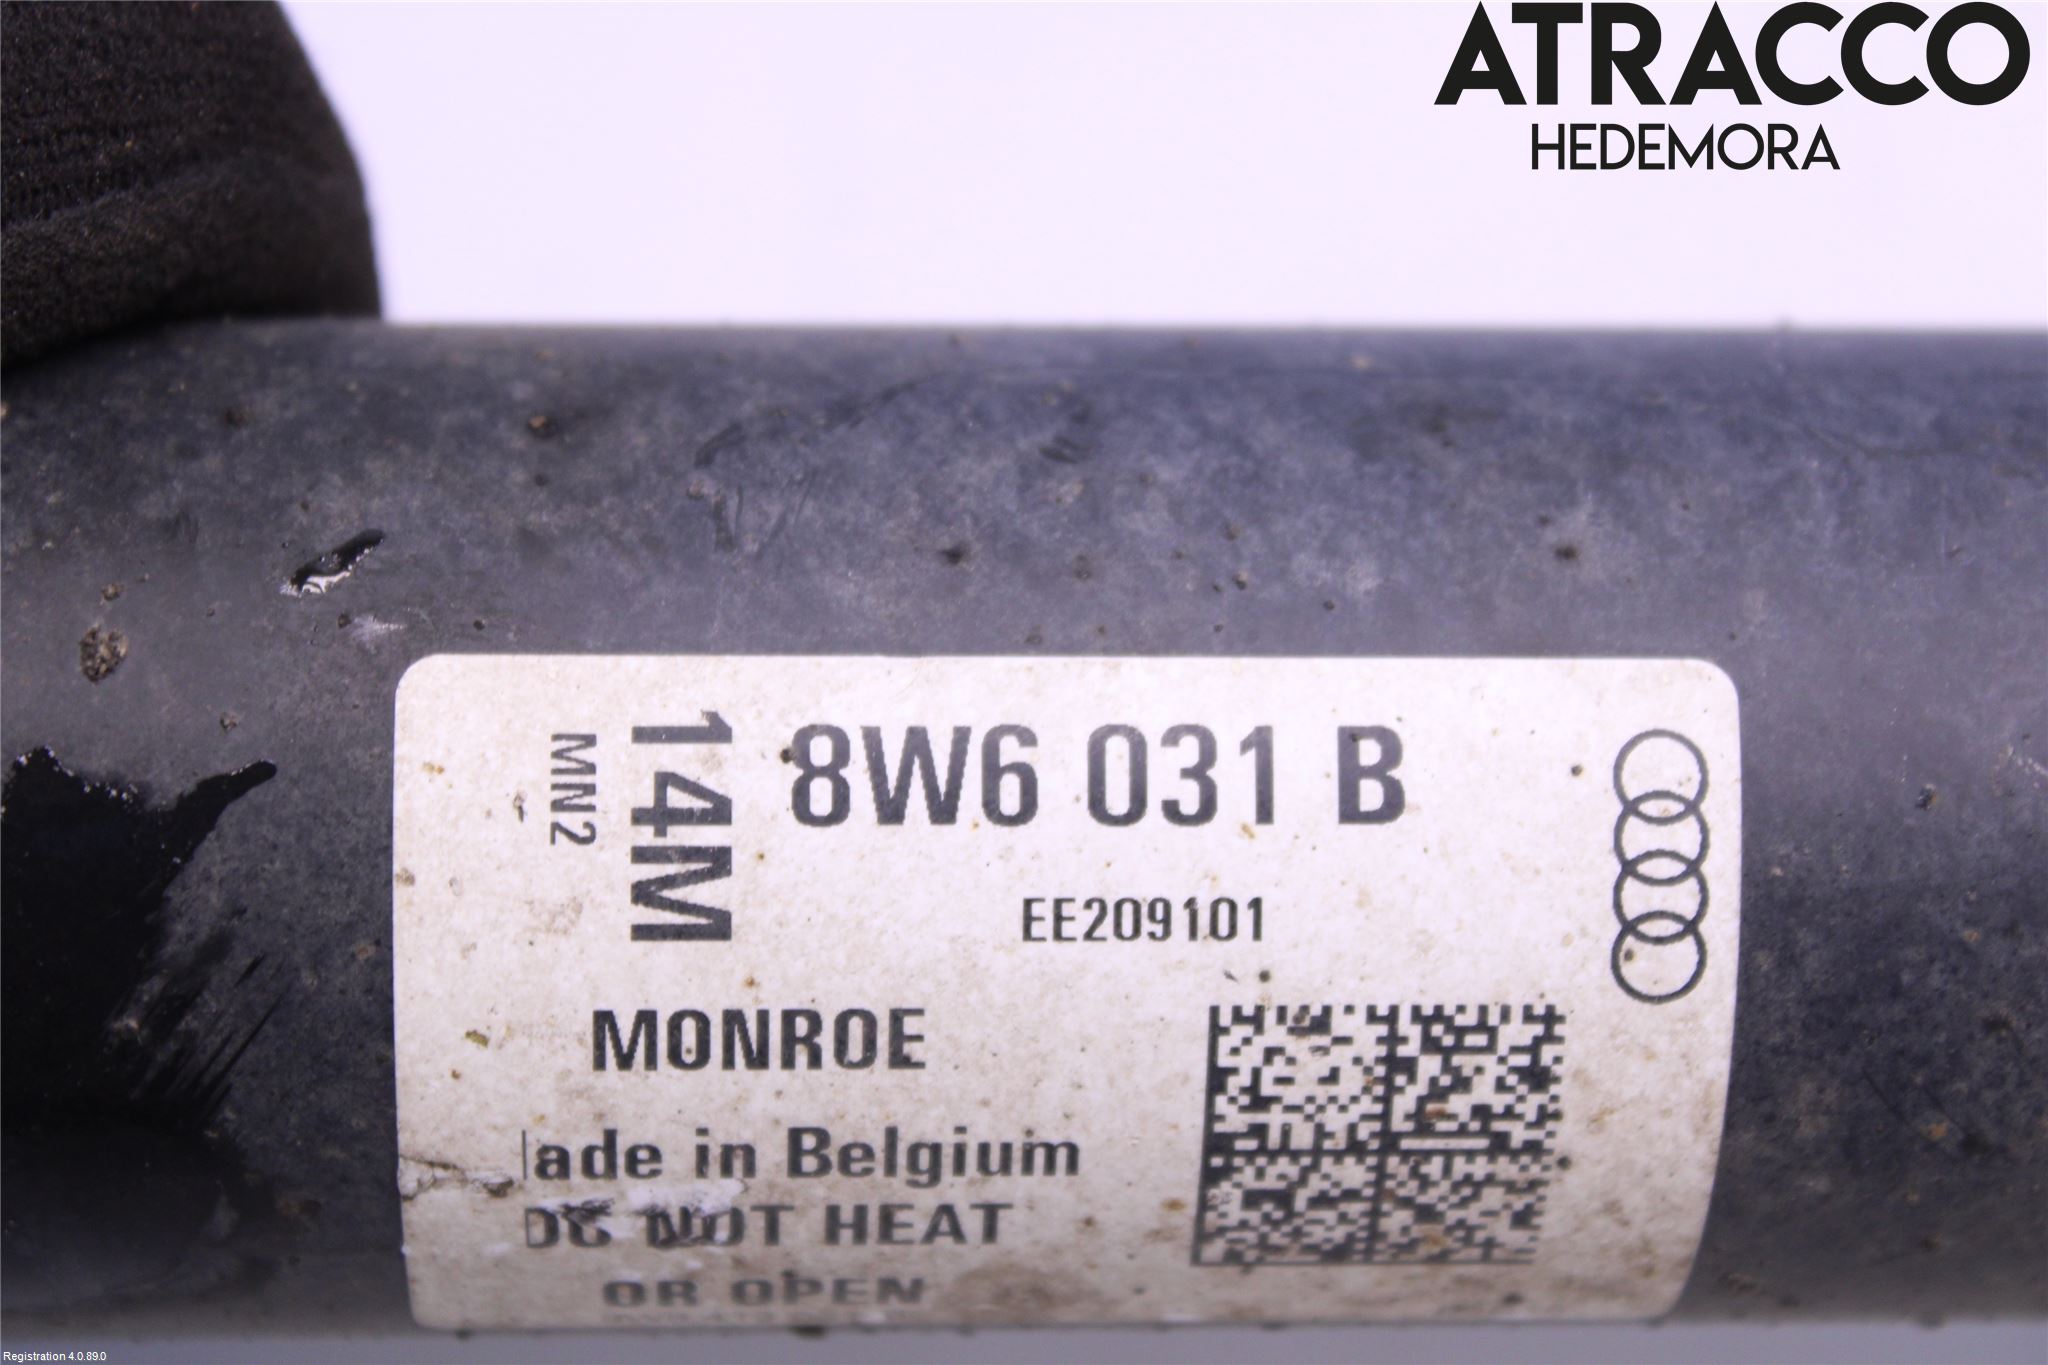 ATRACCO
HEDEMORA
8W6 031 B
14M
MN2
EE209101
MONROE
ade in Belgium
DO NOT HEAT
OR OPEN
Registration 4.0.89.0